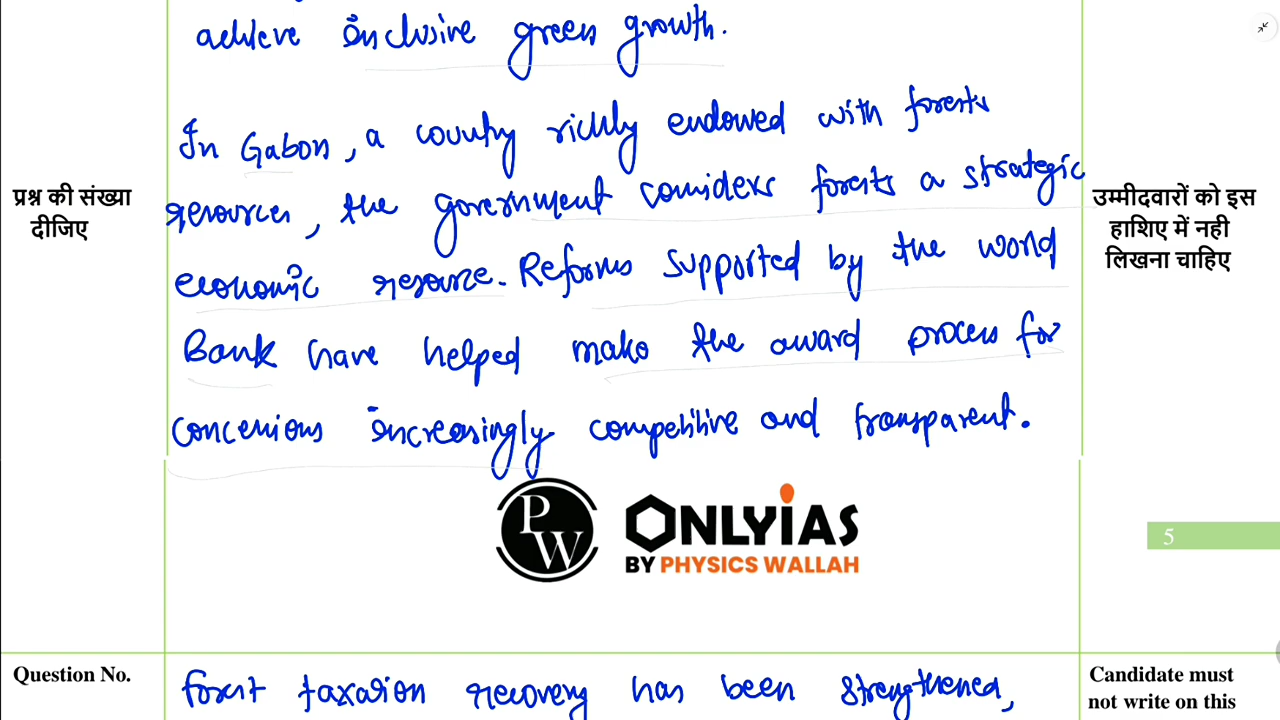 achieve inclusive green growth.
In Gabon, a country richly endowed with forests
resources, the government considers forests a strategic
economic resource. Reforms supported by the world
Bank have helped make the award process for
concessions increasingly competitive and transparent.
प्रश्न की संख्या
दीजिए
उम्मीदवारों को इस
हाशिए में नही
लिखना चाहिए
PW
ONLYIAS
BY PHYSICS WALLAH
5
Question No.
forest taxation recovery has been strengthened,
Candidate must
not write on this